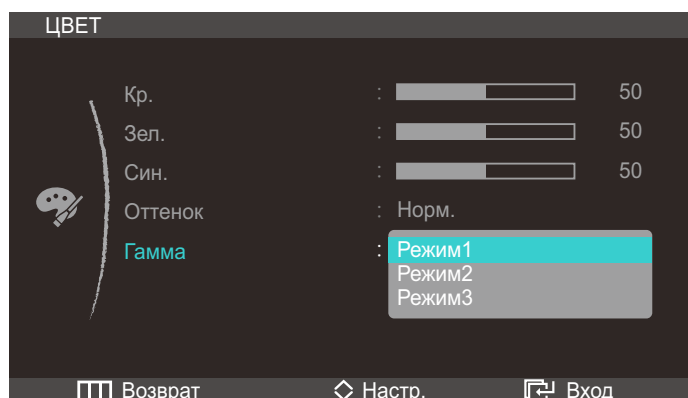 ЦВЕТ
Кр. : 50
Зел. : 50
Син. : 50
Оттенок : Норм.
Гамма : Режим1
Режим2
Режим3
Возврат Настр. Вход